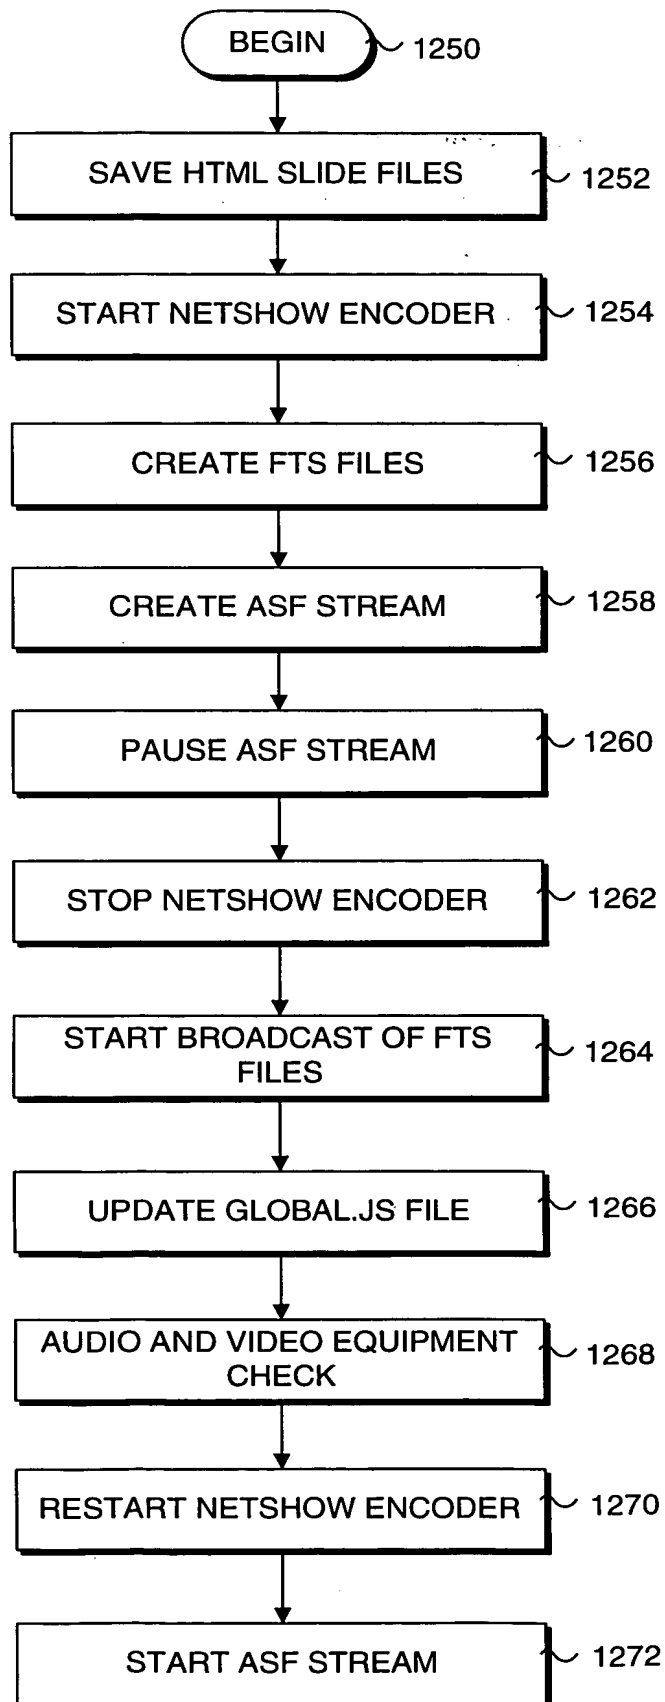 BEGIN 1250
SAVE HTML SLIDE FILES 1252
START NETSHOW ENCODER 1254
CREATE FTS FILES 1256
CREATE ASF STREAM 1258
PAUSE ASF STREAM 1260
STOP NETSHOW ENCODER 1262
START BROADCAST OF FTS
FILES 1264
UPDATE GLOBAL.JS FILE 1266
AUDIO AND VIDEO EQUIPMENT
CHECK 1268
RESTART NETSHOW ENCODER 1270
START ASF STREAM 1272